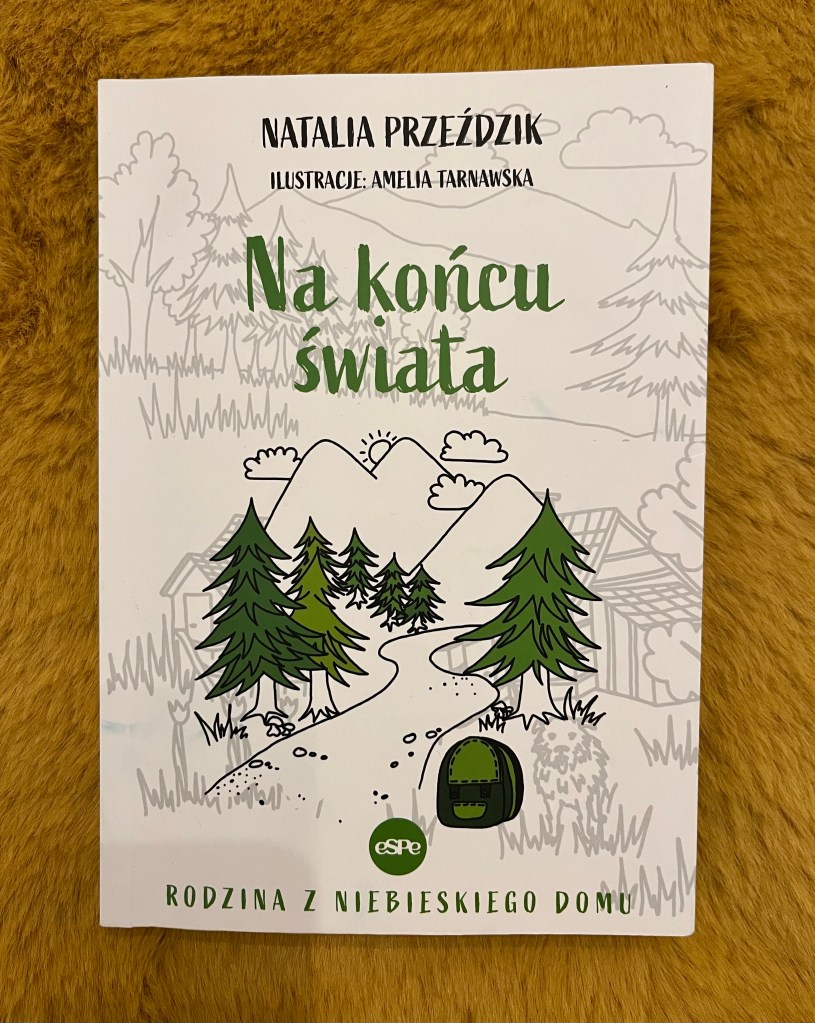 NATALIA PRZEŹDZIK
ILUSTRACJE: AMELIA TARNAWSKA
Na końcu
świata
eSPe
RODZINA Z NIEBIESKIEGO DOMU